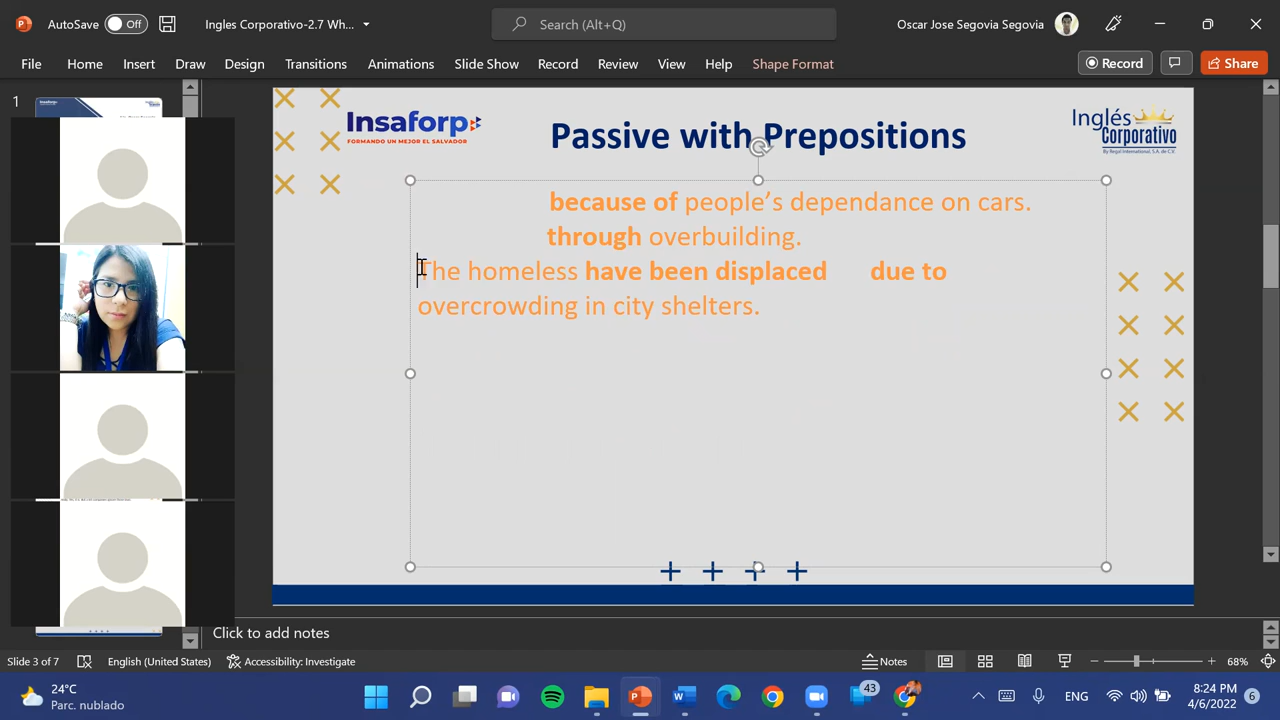 AutoSave Off Ingles Corporativo-2.7 Wh... Search (Alt+Q) Oscar Jose Segovia Segovia
File Home Insert Draw Design Transitions Animations Slide Show Record Review View Help Shape Format Record Share
1
Insaforp
FORMANDO UN MEJOR EL SALVADOR
Passive with Prepositions
Inglés
Corporativo
By Regal International, S.A. de C.V.
because of people's dependance on cars.
through overbuilding.
The homeless have been displaced due to
overcrowding in city shelters.
Click to add notes
Slide 3 of 7 English (United States) Accessibility: Investigate Notes 68%
24°C
Parc. nublado
43
ENG
8:24 PM
4/6/2022
6